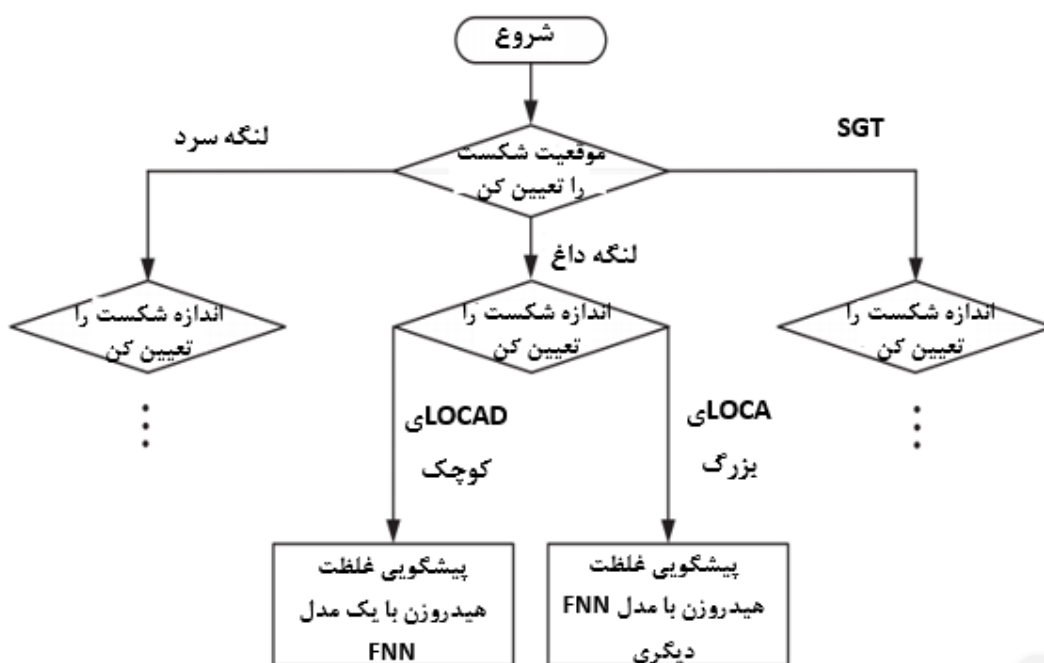 شروع
لنگه سرد
SGT
موقعیت شکست
را تعیین کن
لنگه داغ
اندازه شکست را
تعیین کن
اندازه شکست را
تعیین کن
اندازه شکست را
تعیین کن
LOCADی
کوچک
LOCAی
یزرگ
پیشگویی غلظت
هیدروزن با یک مدل
FNN
پیشگویی غلظت
هیدروزن با مدل FNN
دیگری